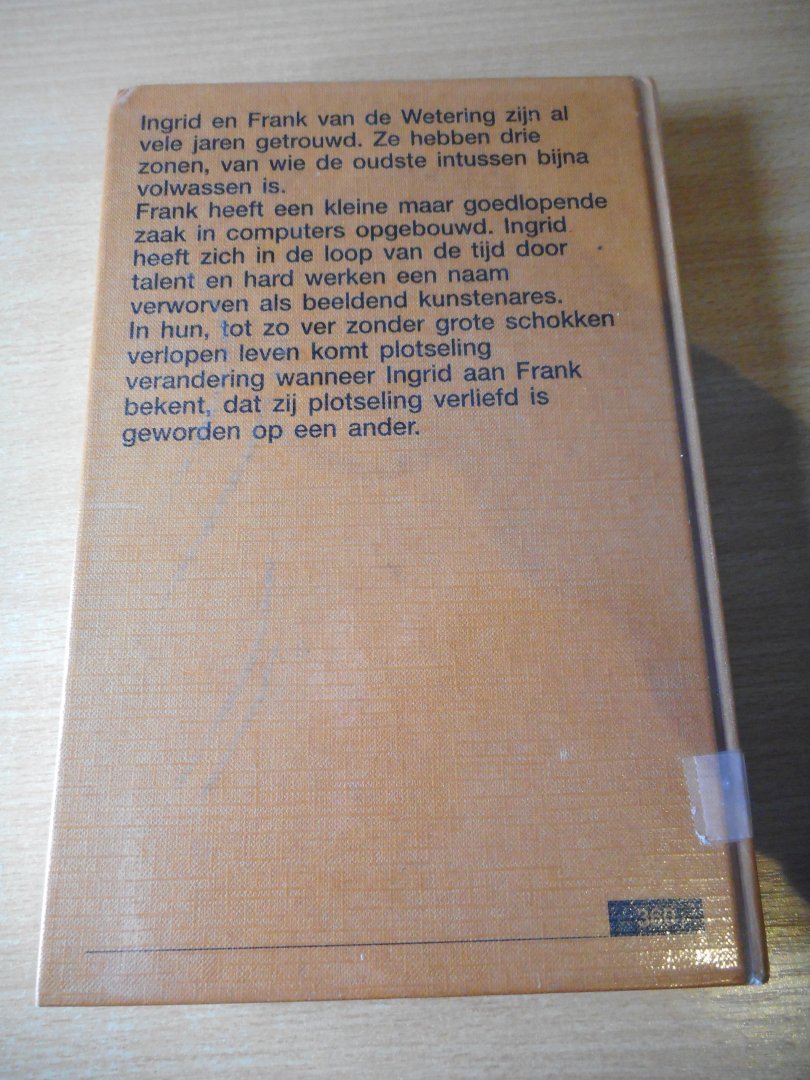 Ingrid en Frank van de Wetering zijn al
vele jaren getrouwd. Ze hebben drie
zonen, van wie de oudste intussen bijna
volwassen is.
Frank heeft een kleine maar goedlopende
zaak in computers opgebouwd. Ingrid
heeft zich in de loop van de tijd door
talent en hard werken een naam
verworven als beeldend kunstenares.
In hun, tot zo ver zonder grote schokken
verlopen leven komt plotseling
verandering wanneer Ingrid aan Frank
bekent, dat zij plotseling verliefd is
geworden op een ander.